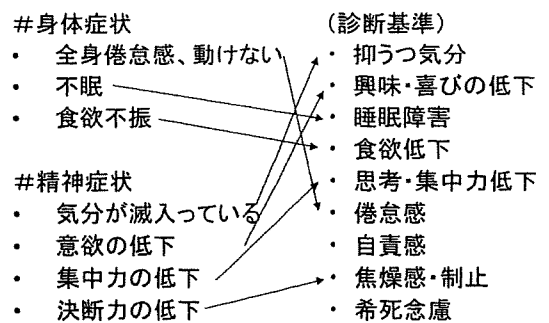 #身体症状
・ 全身倦怠感、動けない
・ 不眠
・ 食欲不振
#精神症状
・ 気分が滅入っている
・ 意欲の低下
・ 集中力の低下
・ 決断力の低下
(診断基準)
・ 抑うつ気分
・ 興味・喜びの低下
・ 睡眠障害
・ 食欲低下
・ 思考・集中力低下
・ 倦怠感
・ 自責感
・ 焦燥感・制止
・ 希死念慮